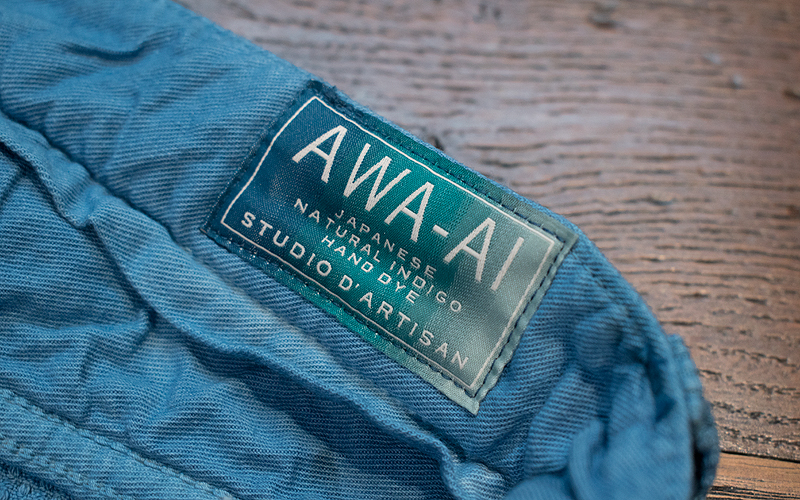 AWA-AI
JAPANESE
NATURAL INDIGO
HAND DYE
STUDIO D'ARTISAN